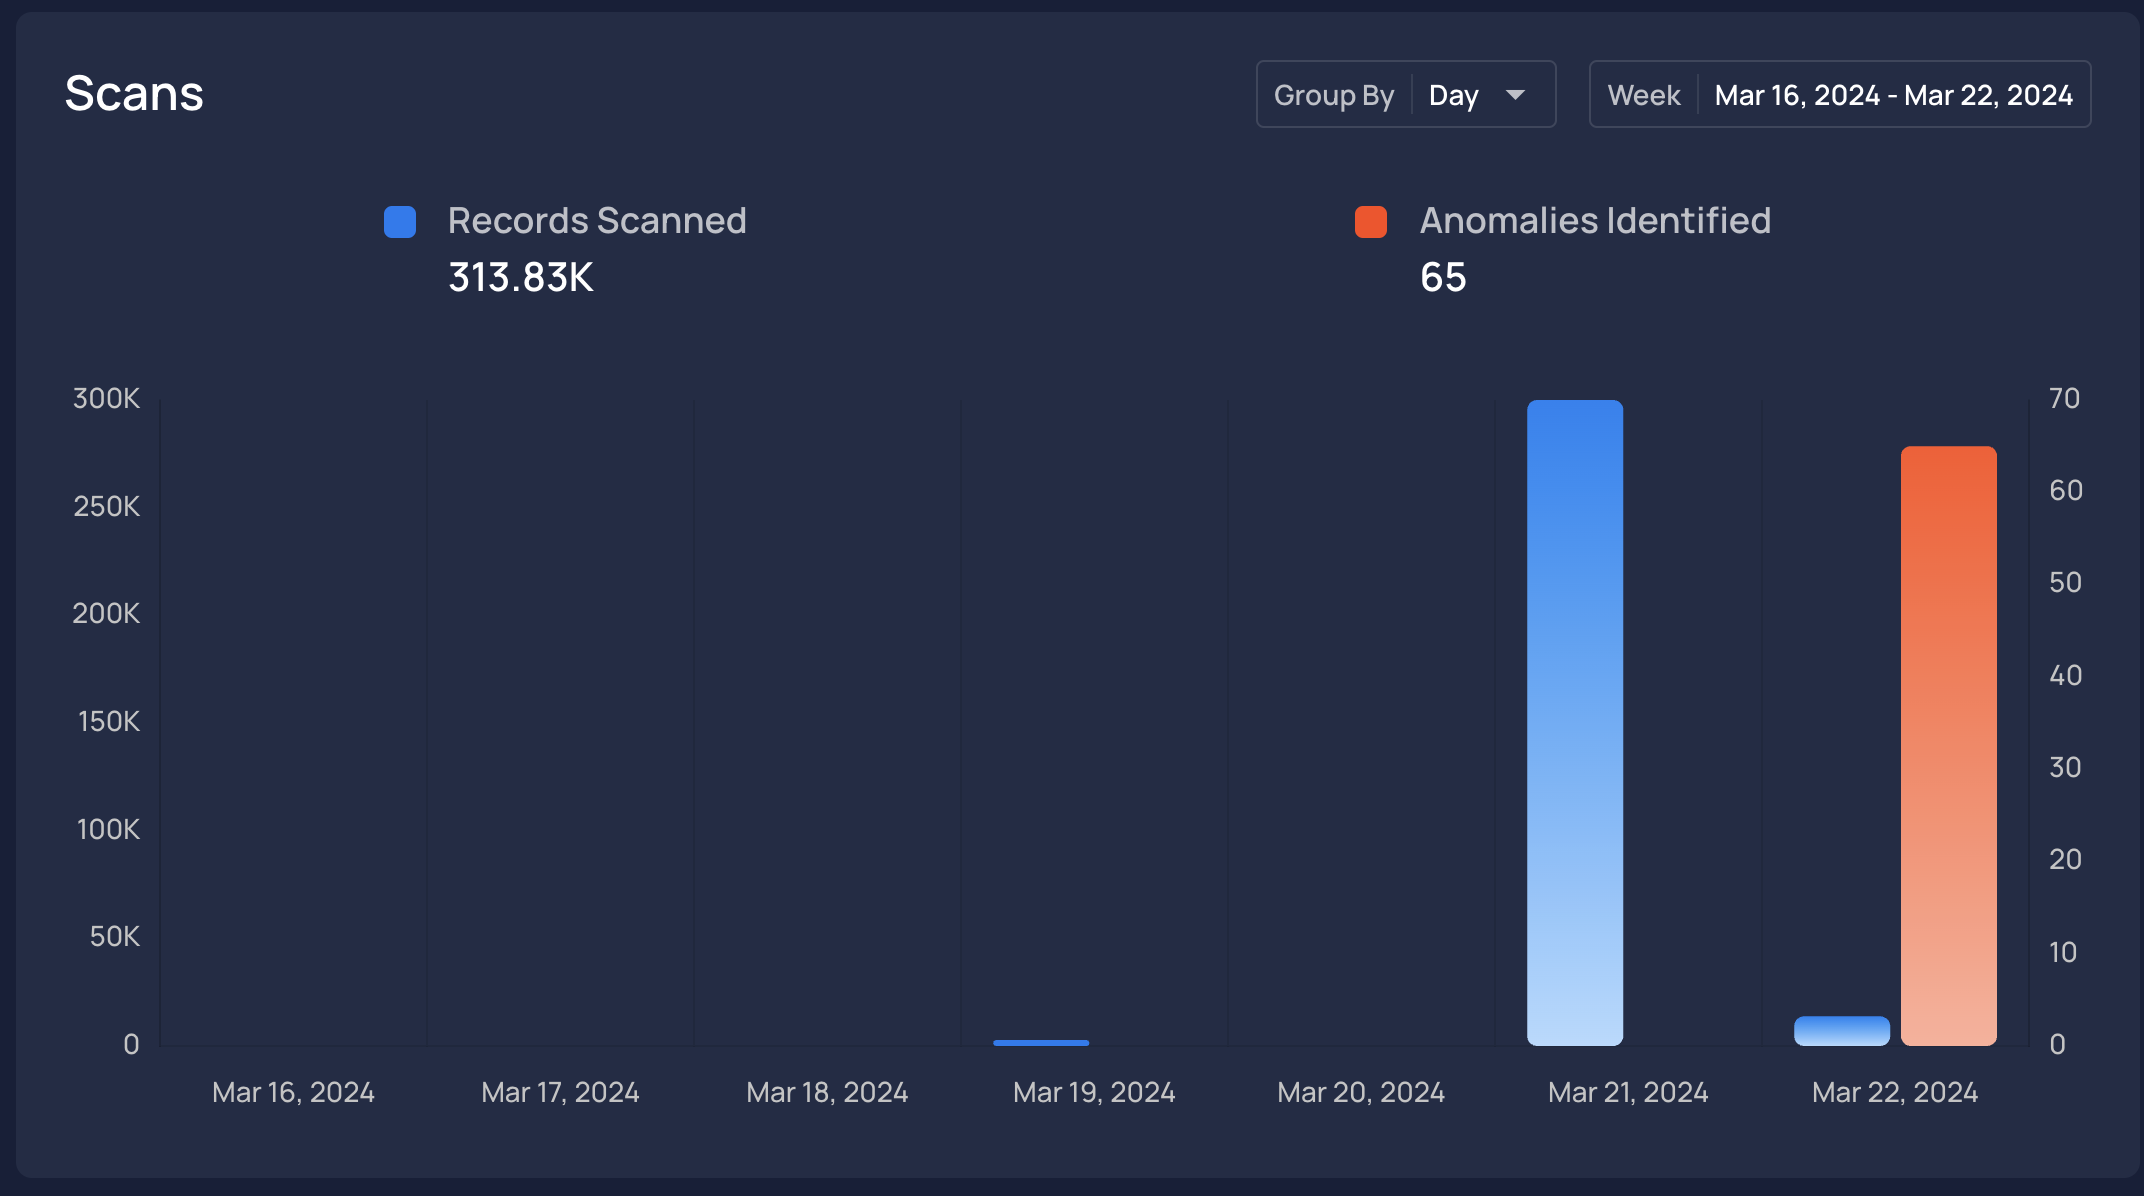 Scans
Group By Day
Week Mar 16, 2024 - Mar 22, 2024
Records Scanned
313.83K
Anomalies Identified
65
300K
250K
200K
150K
100K
50K
0
70
60
50
40
30
20
10
0
Mar 16, 2024
Mar 17, 2024
Mar 18, 2024
Mar 19, 2024
Mar 20, 2024
Mar 21, 2024
Mar 22, 2024